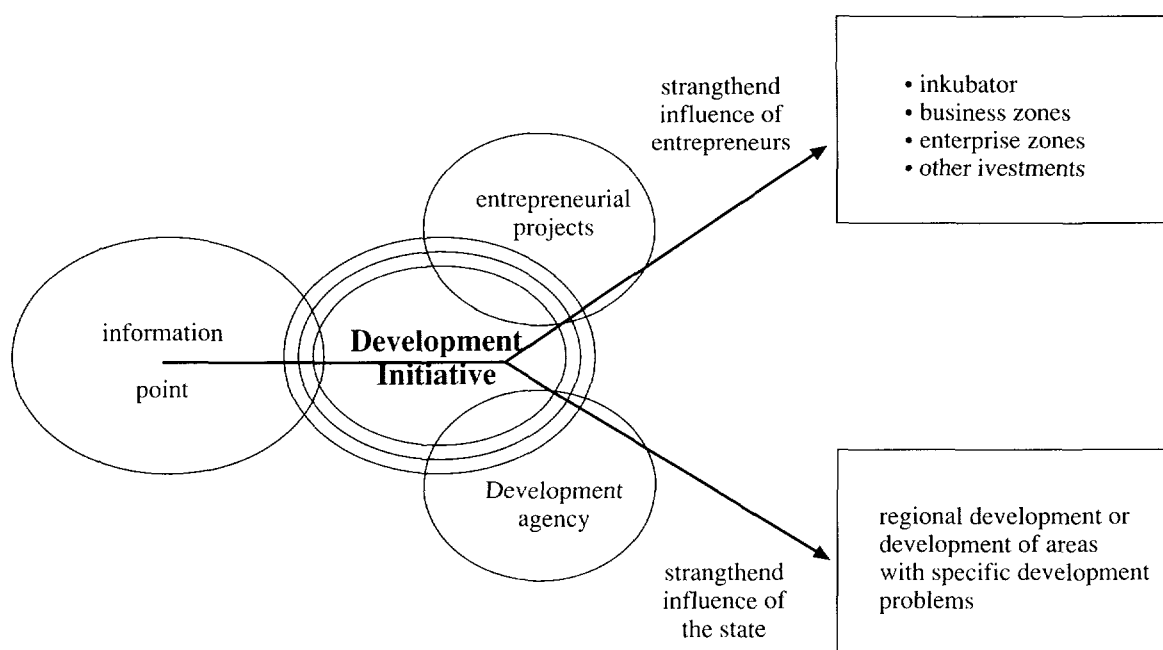 strangthend
influence of
entrepreneurs
• inkubator
• business zones
• enterprise zones
• other ivestments
entrepreneurial
projects
information
point
Development
Initiative
Development
agency
strangthend
influence of
the state
regional development or
development of areas
with specific development
problems